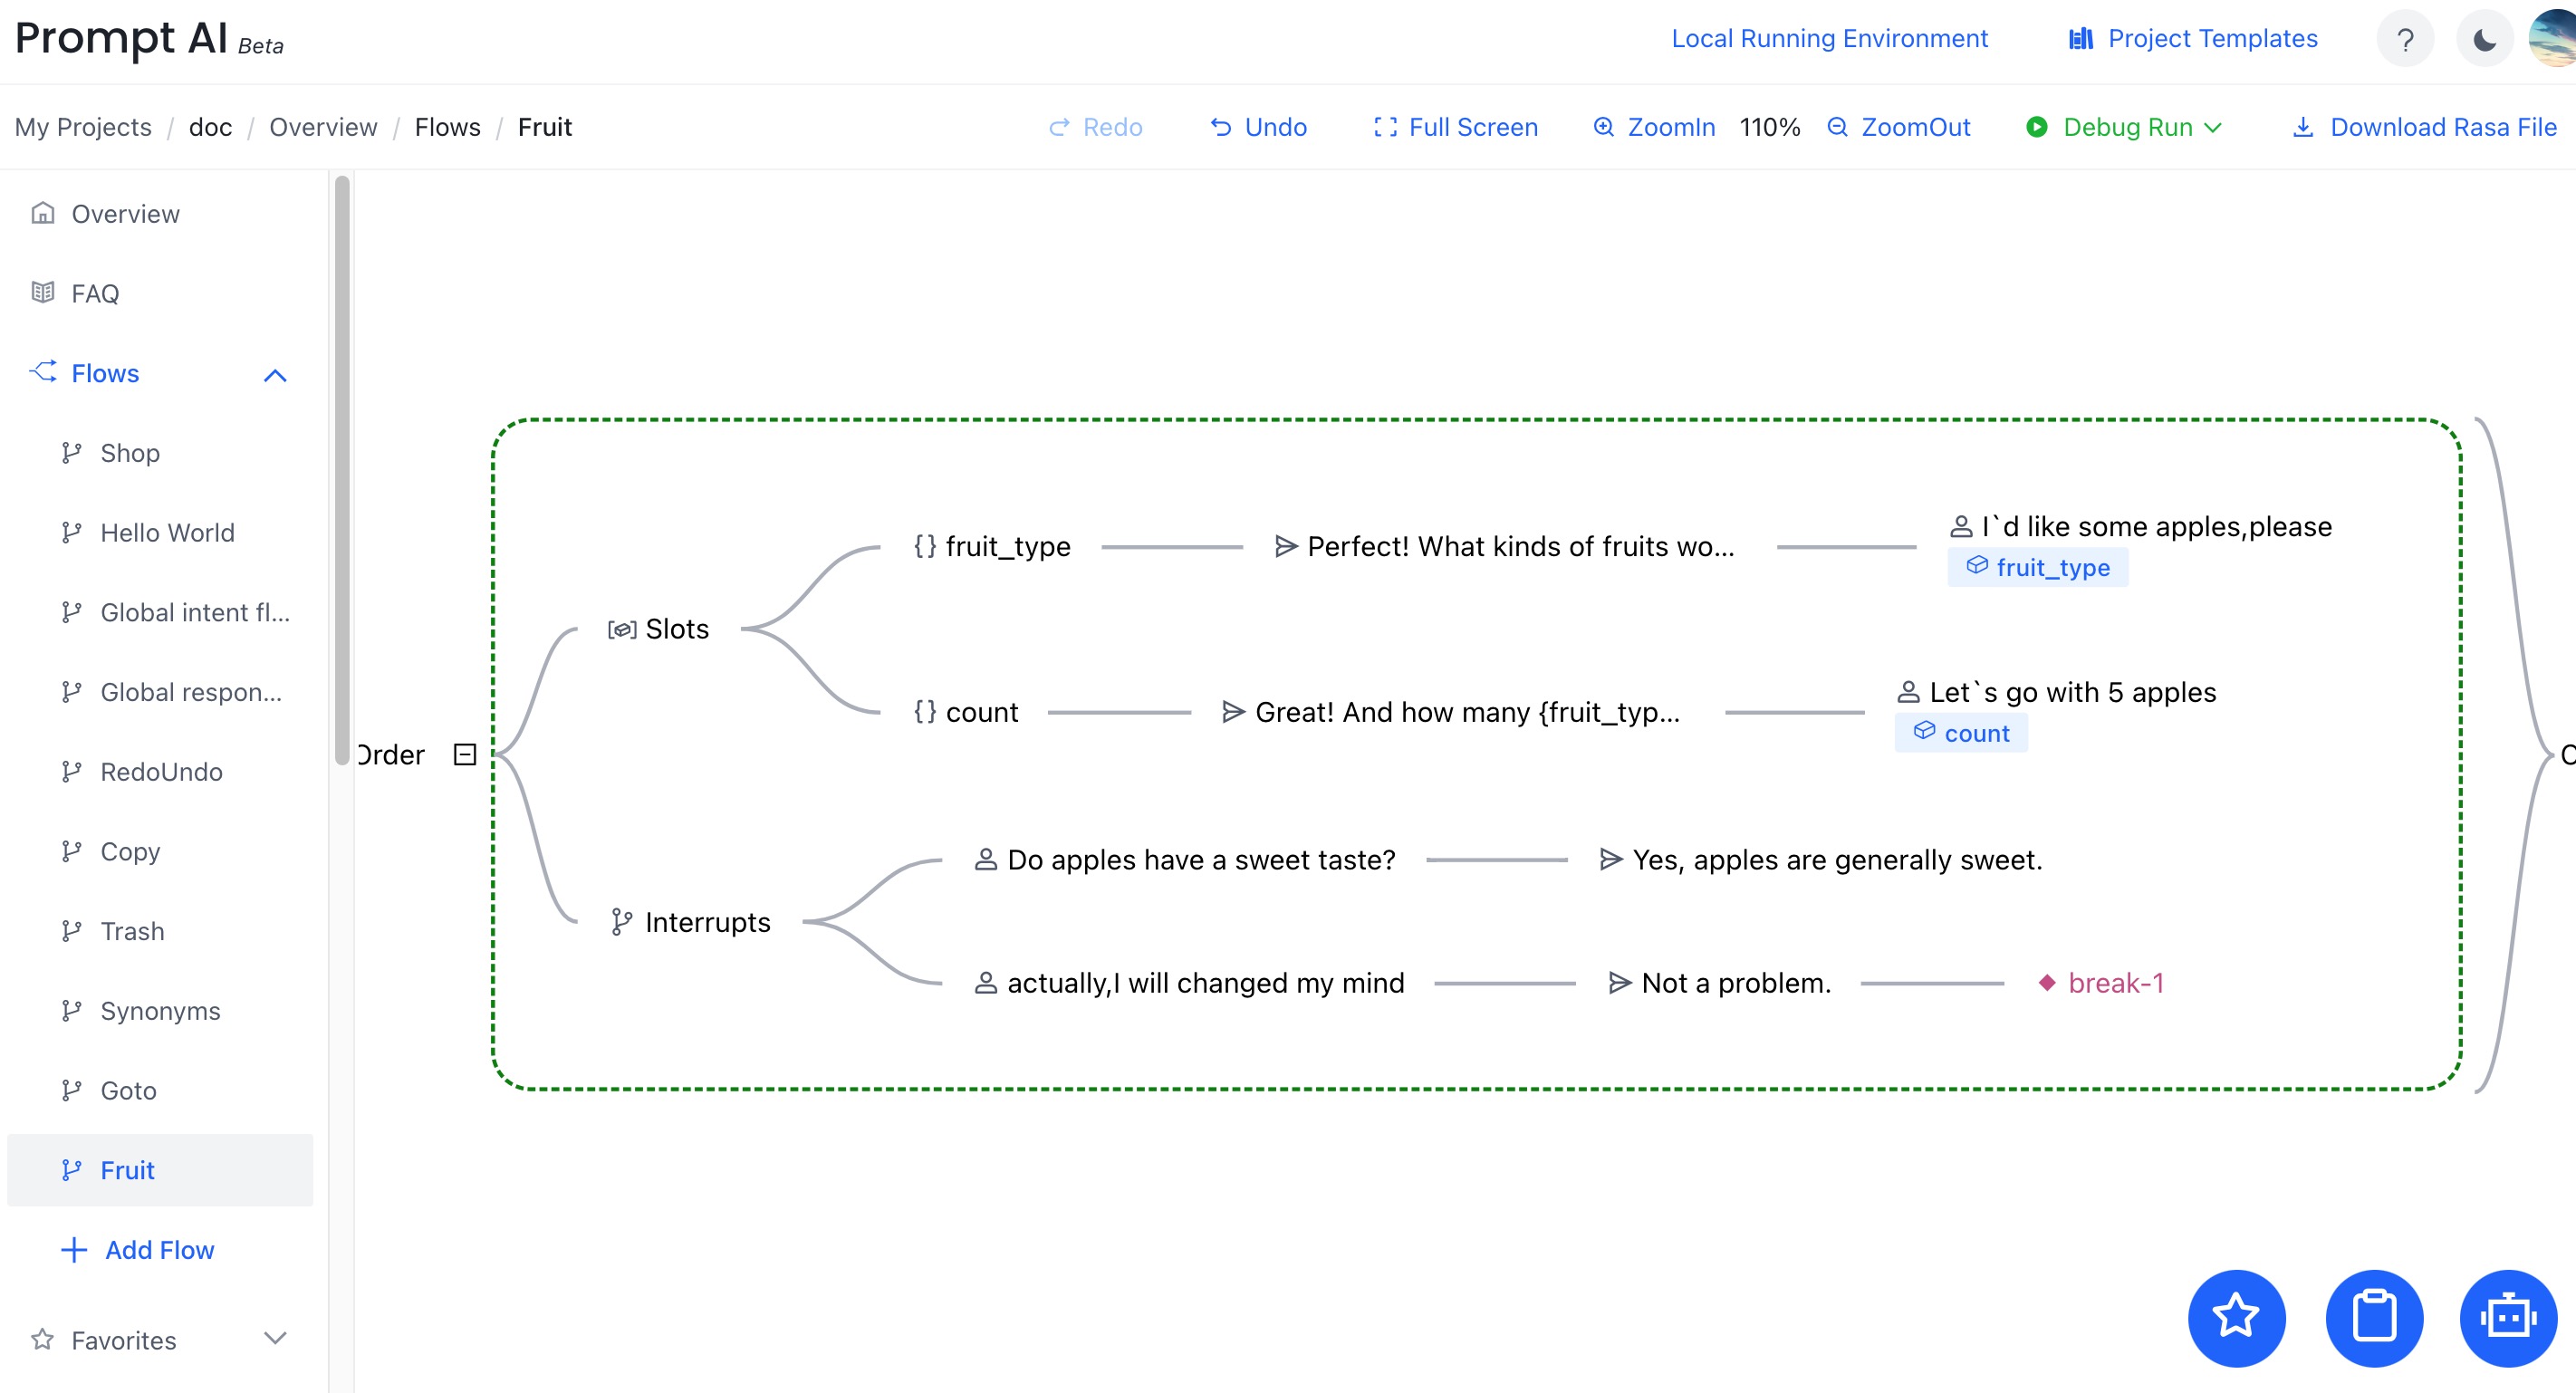 Prompt AI Beta
Local Running Environment
Project Templates
?
My Projects / doc / Overview / Flows / Fruit
Redo
Undo
Full Screen
ZoomIn
110%
ZoomOut
Debug Run
Download Rasa File
Overview
FAQ
Flows
Shop
Hello World
Global intent fl...
Global respon...
RedoUndo
Copy
Trash
Synonyms
Goto
Fruit
Add Flow
Favorites
Order
Slots
{} fruit_type
Perfect! What kinds of fruits wo...
I`d like some apples,please
fruit_type
{} count
Great! And how many {fruit_typ...
Let`s go with 5 apples
count
Interrupts
Do apples have a sweet taste?
Yes, apples are generally sweet.
actually,I will changed my mind
Not a problem.
break-1